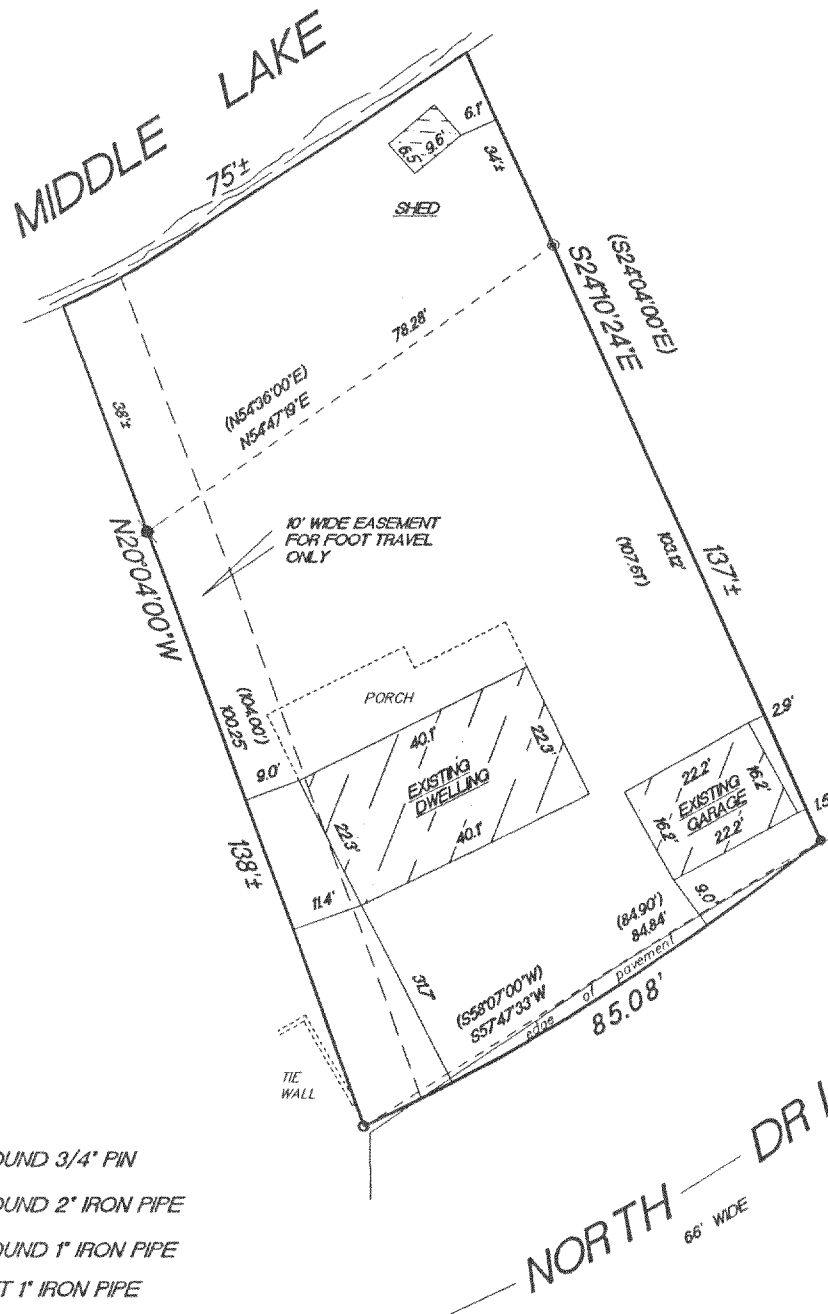 MIDDLE LAKE
75'±
6.1'
6.5'
9.6'
34'±
SHED
(S24°04'00"E)
S24°10'24"E
78.28'
(N54°36'00"E)
N54°47'19"E
38'±
10' WIDE EASEMENT
FOR FOOT TRAVEL
ONLY
N20°04'00"W
103.12'
(107.61')
137'±
PORCH
(104.00')
100.25'
9.0'
40.1'
22.3'
EXISTING
DWELLING
22.3'
40.1'
2.9'
22.2'
16.2'
EXISTING
GARAGE
16.2'
22.2'
138'±
11.4'
9.0'
(84.90')
84.84'
31.7'
(S58°07'00"W)
S57°47'33"W
edge of pavement
85.08'
TIE
WALL
3/4" PIN
2" IRON PIPE
1" IRON PIPE
1" IRON PIPE
NORTH
66' WIDE